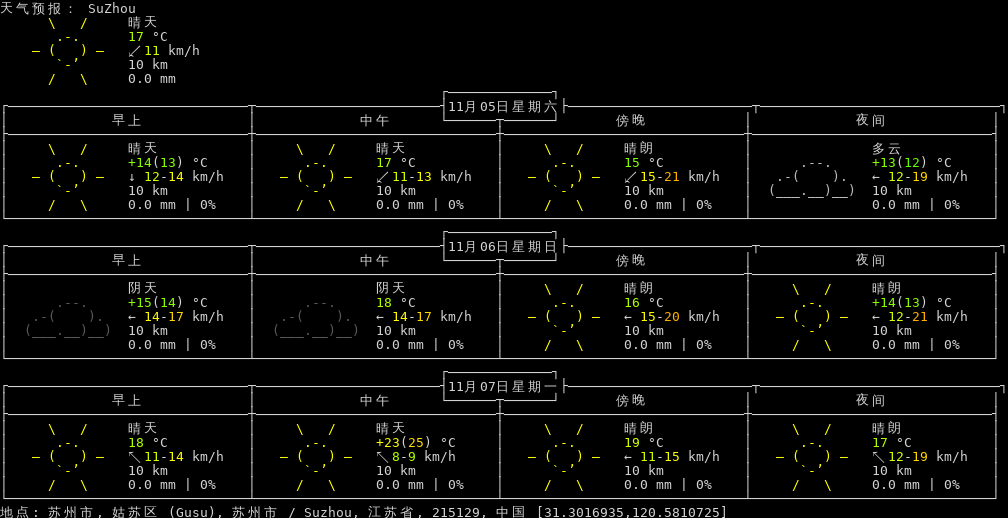 天气预报: SuZhou
晴天
17 °C
↙ 11 km/h
10 km
0.0 mm
11月05日星期六
早上 中午 傍晚 夜间
晴天 晴天 晴朗 多云
+14(13) °C 17 °C 15 °C +13(12) °C
↓ 12-14 km/h ↙ 11-13 km/h ↙ 15-21 km/h ← 12-19 km/h
10 km 10 km 10 km 10 km
0.0 mm | 0% 0.0 mm | 0% 0.0 mm | 0% 0.0 mm | 0%
11月06日星期日
早上 中午 傍晚 夜间
阴天 阴天 晴朗 晴朗
+15(14) °C 18 °C 16 °C +14(13) °C
← 14-17 km/h ← 14-17 km/h ← 15-20 km/h ← 12-21 km/h
10 km 10 km 10 km 10 km
0.0 mm | 0% 0.0 mm | 0% 0.0 mm | 0% 0.0 mm | 0%
11月07日星期一
早上 中午 傍晚 夜间
晴天 晴天 晴朗 晴朗
18 °C +23(25) °C 19 °C 17 °C
↖ 11-14 km/h ↖ 8-9 km/h ← 11-15 km/h ↖ 12-19 km/h
10 km 10 km 10 km 10 km
0.0 mm | 0% 0.0 mm | 0% 0.0 mm | 0% 0.0 mm | 0%
地点: 苏州市, 姑苏区 (Gusu), 苏州市 / Suzhou, 江苏省, 215129, 中国 [31.3016935,120.5810725]